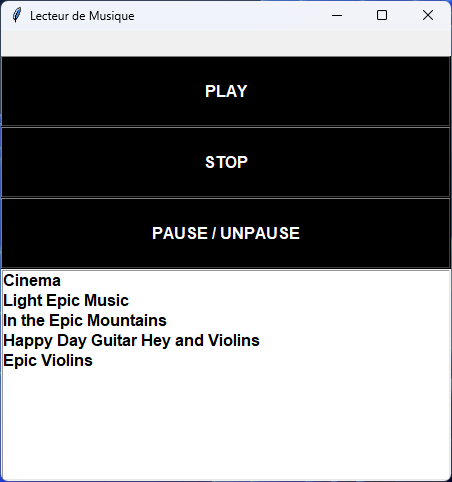 Lecteur de Musique
PLAY
STOP
PAUSE / UNPAUSE
Cinema
Light Epic Music
In the Epic Mountains
Happy Day Guitar Hey and Violins
Epic Violins